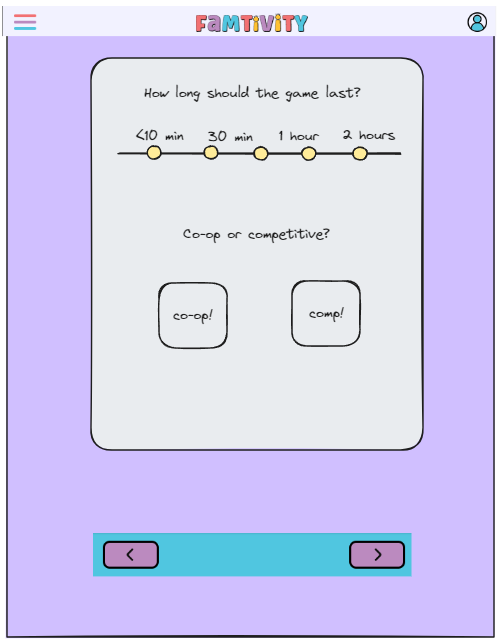 FAMTiViTY
How long should the game last?
<10 min 30 min 1 hour 2 hours
Co-op or competitive?
co-op! comp!
< >